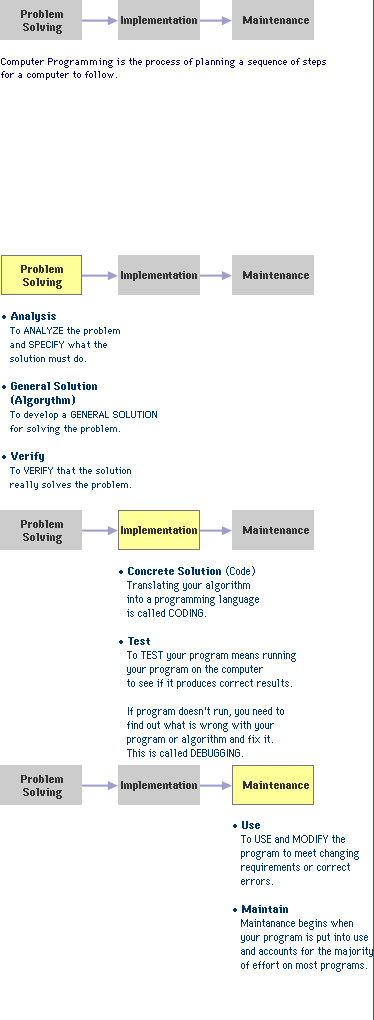 Problem
Solving
Implementation
Maintenance
Computer Programming is the process of planning a sequence of steps
for a computer to follow.
Problem
Solving
Implementation
Maintenance
• Analysis
To ANALYZE the problem
and SPECIFY what the
solution must do.
• General Solution
(Algorythm)
To develop a GENERAL SOLUTION
for solving the problem.
• Verify
To VERIFY that the solution
really solves the problem.
Problem
Solving
Implementation
Maintenance
• Concrete Solution (Code)
Translating your algorithm
into a programming language
is called CODING.
• Test
To TEST your program means running
your program on the computer
to see if it produces correct results.
If program doesn't run, you need to
find out what is wrong with your
program or algorithm and fix it.
This is called DEBUGGING.
Problem
Solving
Implementation
Maintenance
• Use
To USE and MODIFY the
program to meet changing
requirements or correct
errors.
• Maintain
Maintanance begins when
your program is put into use
and accounts for the majority
of effort on most programs.